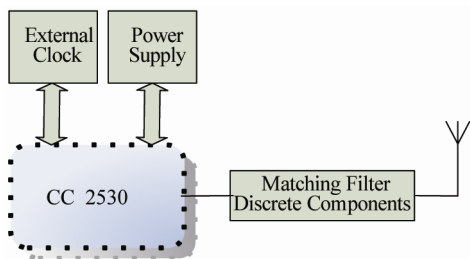 External
Clock
Power
Supply
CC 2530
Matching Filter
Discrete Components